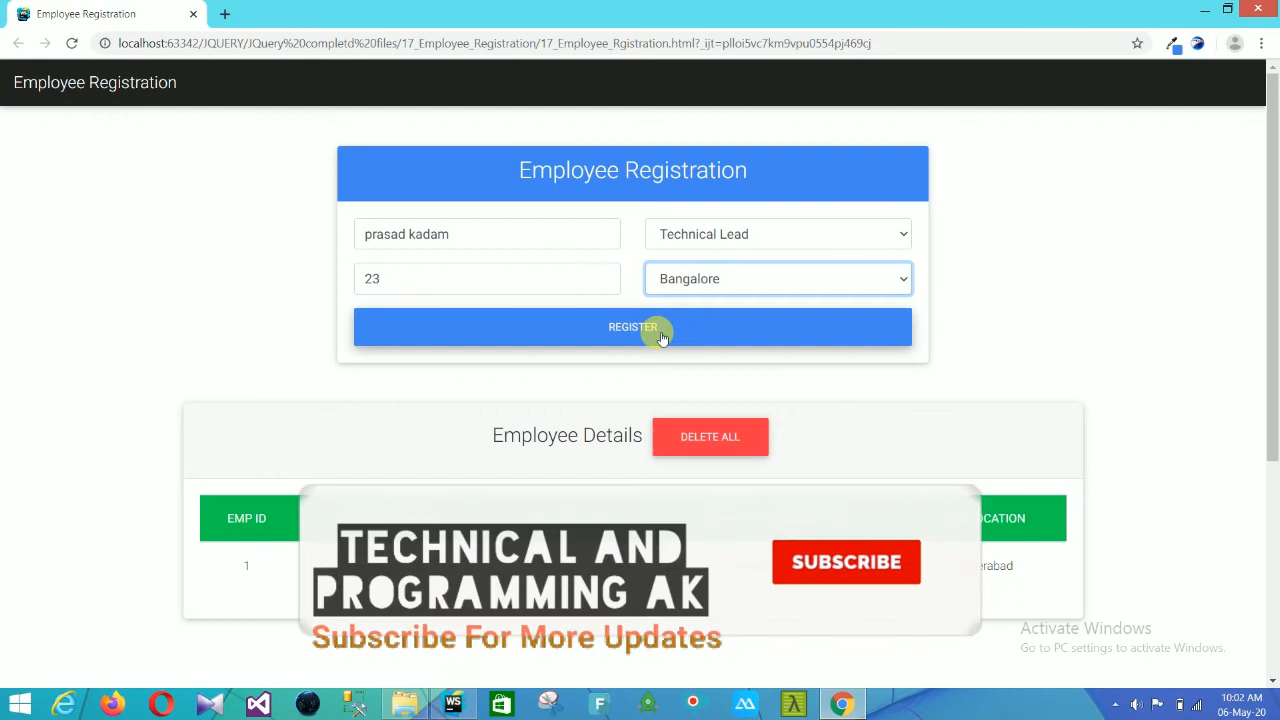 Employee Registration
localhost:63342/JQUERY/JQuery%20completd%20files/17_Employee_Registration/17_Employee_Rgistration.html?_ijt=plloi5vc7km9vpu0554pj469cj
Employee Registration
Employee Registration
prasad kadam
Technical Lead
23
Bangalore
REGISTER
Employee Details
DELETE ALL
EMP ID
OCATION
1
erabad
TECHNICAL AND
PROGRAMMING AK
SUBSCRIBE
Subscribe For More Updates
Activate Windows
Go to PC settings to activate Windows.
WS
F
10:02 AM
06-May-20